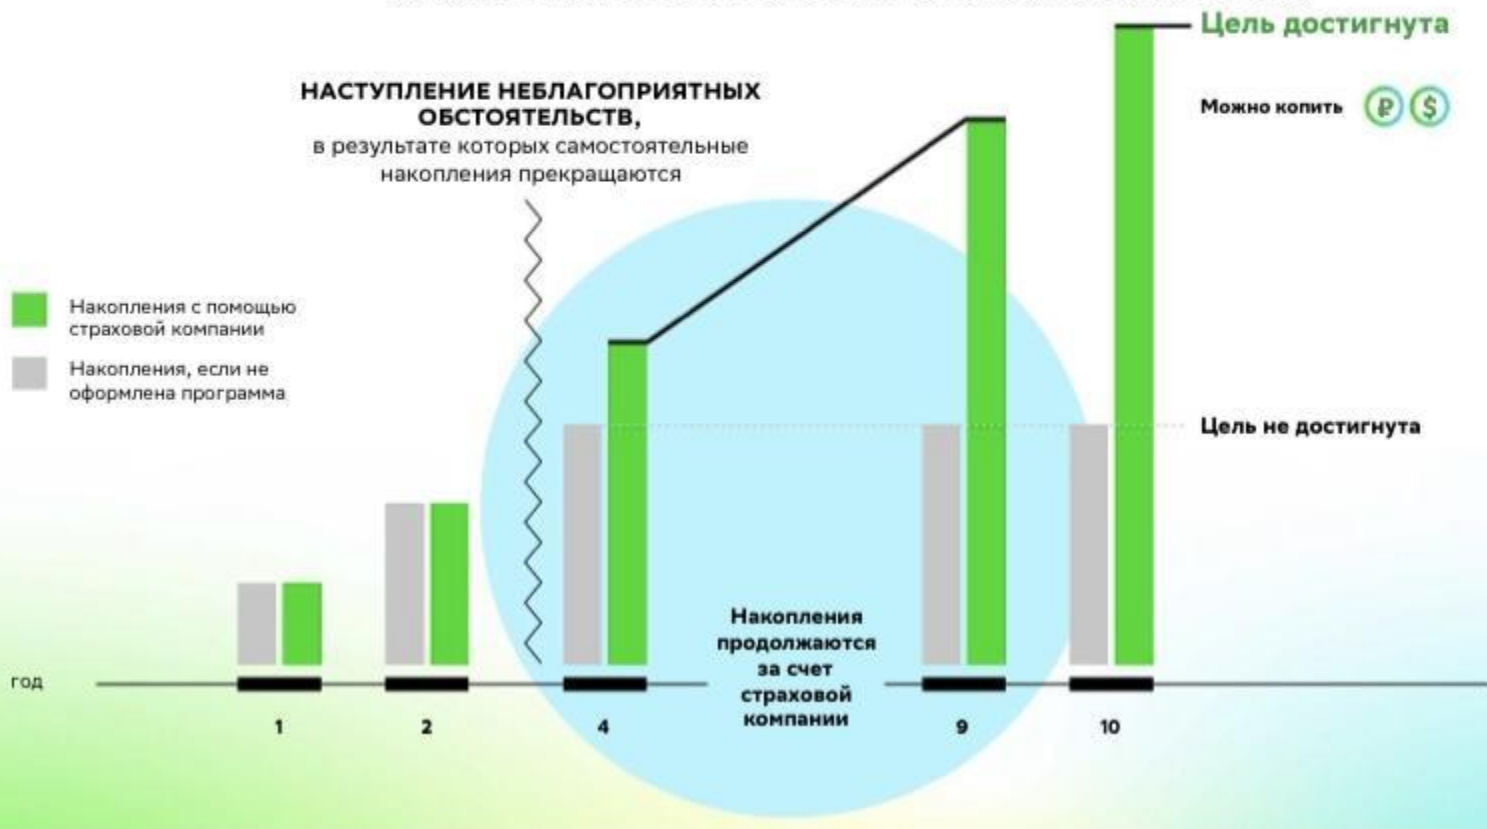 Цель достигнута
НАСТУПЛЕНИЕ НЕБЛАГОПРИЯТНЫХ
ОБСТОЯТЕЛЬСТВ,
в результате которых самостоятельные
накопления прекращаются
Можно копить ₽ $
Накопления с помощью
страховой компании
Накопления, если не
оформлена программа
Цель не достигнута
Накопления
продолжаются
за счет
страховой
компании
год
1 2 4 9 10